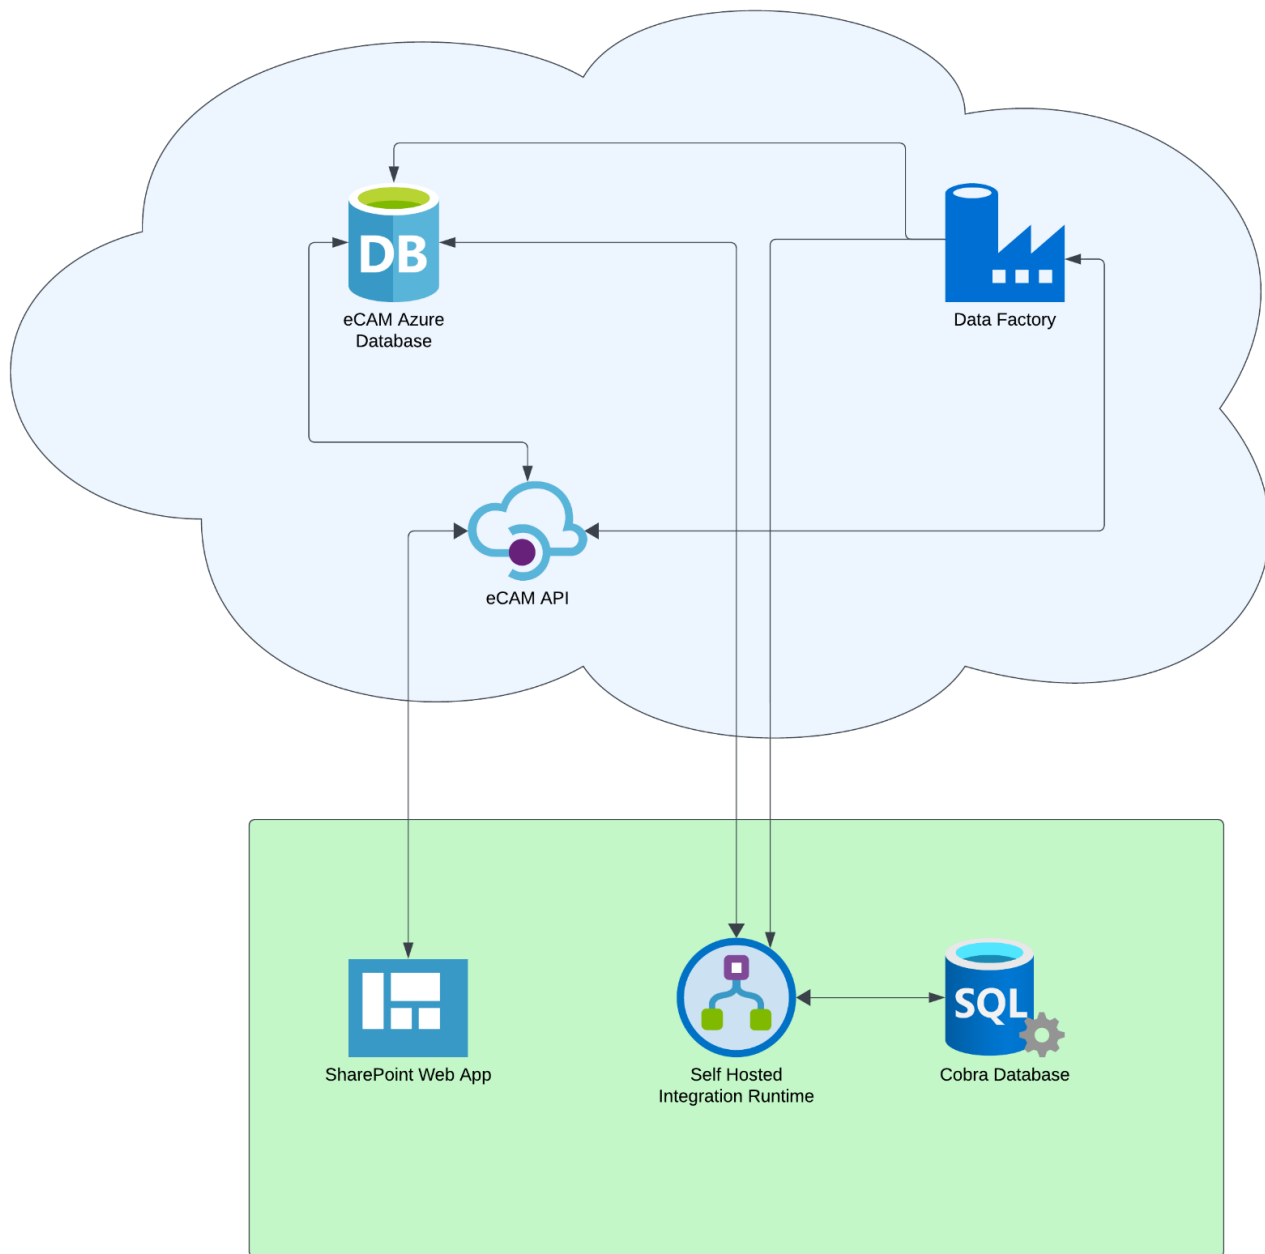 DB
eCAM Azure
Database
Data Factory
eCAM API
SharePoint Web App
Self Hosted
Integration Runtime
SQL
Cobra Database